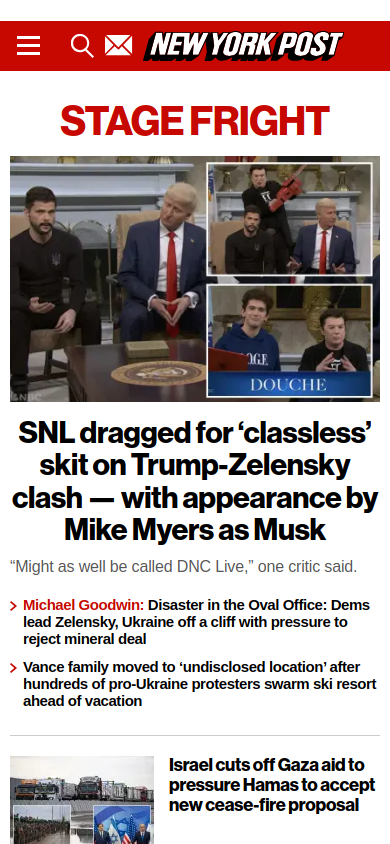 NEW YORK POST
STAGE FRIGHT
DOUCHE
NBC
SNL dragged for ‘classless’
skit on Trump-Zelensky
clash — with appearance by
Mike Myers as Musk
“Might as well be called DNC Live,” one critic said.
Michael Goodwin: Disaster in the Oval Office: Dems
lead Zelensky, Ukraine off a cliff with pressure to
reject mineral deal
Vance family moved to ‘undisclosed location’ after
hundreds of pro-Ukraine protesters swarm ski resort
ahead of vacation
Israel cuts off Gaza aid to
pressure Hamas to accept
new cease-fire proposal